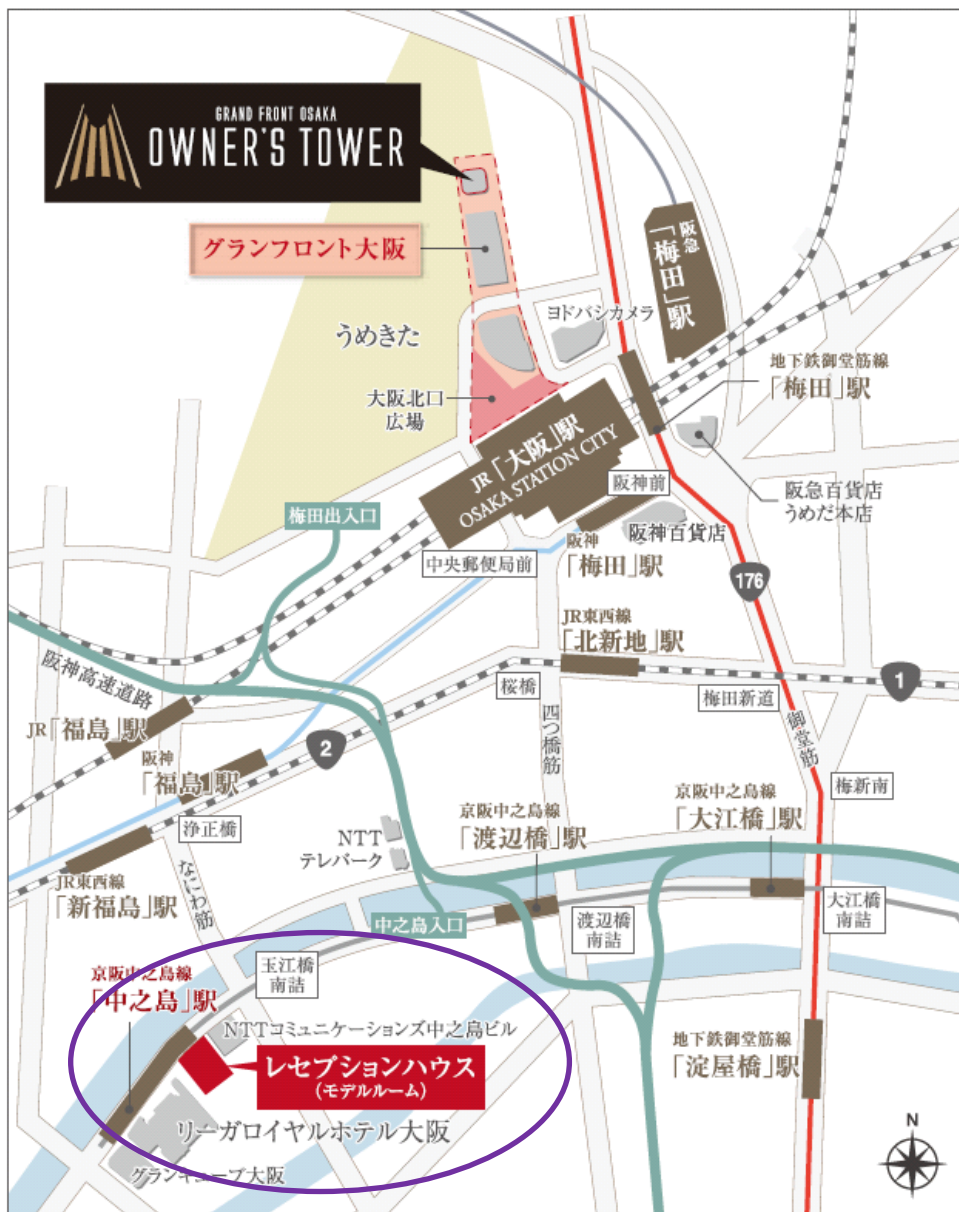 GRAND FRONT OSAKA
OWNER'S TOWER
グランフロント大阪
阪急
「梅田」駅
ヨドバシカメラ
うめきた
地下鉄御堂筋線
「梅田」駅
大阪北口
広場
JR「大阪」駅
OSAKA STATION CITY
阪神前
阪急百貨店
うめだ本店
梅田出入口
阪神百貨店
中央郵便局前
阪神
「梅田」駅
176
JR東西線
「北新地」駅
阪神高速道路
桜橋
梅田新道
1
JR「福島」駅
四つ橋筋
御堂筋
2
阪神
「福島」駅
梅新南
京阪中之島線
「大江橋」駅
京阪中之島線
「渡辺橋」駅
浄正橋
NTT
テレパーク
なにわ筋
JR東西線
「新福島」駅
中之島入口
渡辺橋
南詰
大江橋
南詰
玉江橋
南詰
京阪中之島線
「中之島」駅
NTTコミュニケーションズ中之島ビル
レセプションハウス
(モデルルーム)
地下鉄御堂筋線
「淀屋橋」駅
リーガロイヤルホテル大阪
グランキューブ大阪
N